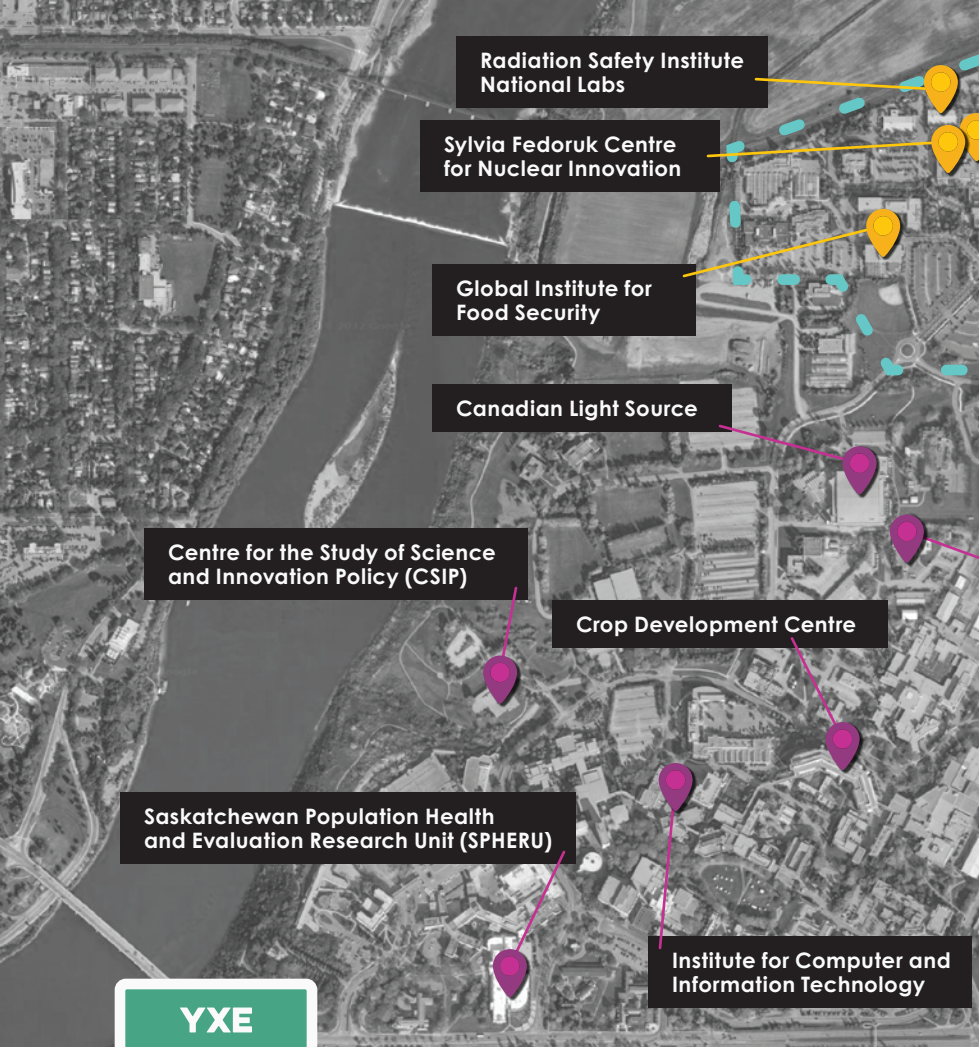 Radiation Safety Institute
National Labs
Sylvia Fedoruk Centre
for Nuclear Innovation
Global Institute for
Food Security
Canadian Light Source
Centre for the Study of Science
and Innovation Policy (CSIP)
Crop Development Centre
Saskatchewan Population Health
and Evaluation Research Unit (SPHERU)
Institute for Computer and
Information Technology
YXE